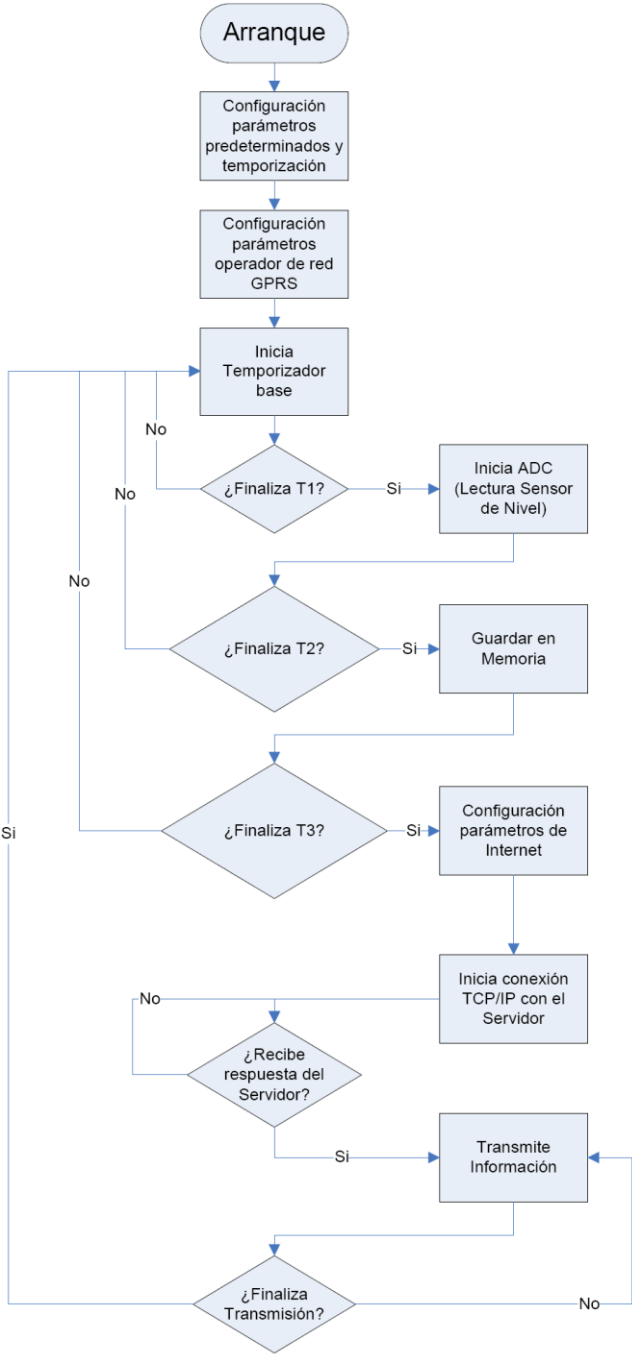 Arranque
Configuración
parámetros
predeterminados y
temporización
Configuración
parámetros
operador de red
GPRS
Inicia
Temporizador
base
No
¿Finaliza T1?
Si
Inicia ADC
(Lectura Sensor
de Nivel)
No
No
¿Finaliza T2?
Si
Guardar en
Memoria
Si
¿Finaliza T3?
Si
Configuración
parámetros de
Internet
Inicia conexión
TCP/IP con el
Servidor
No
¿Recibe
respuesta del
Servidor?
Si
Transmite
Información
¿Finaliza
Transmisión?
No